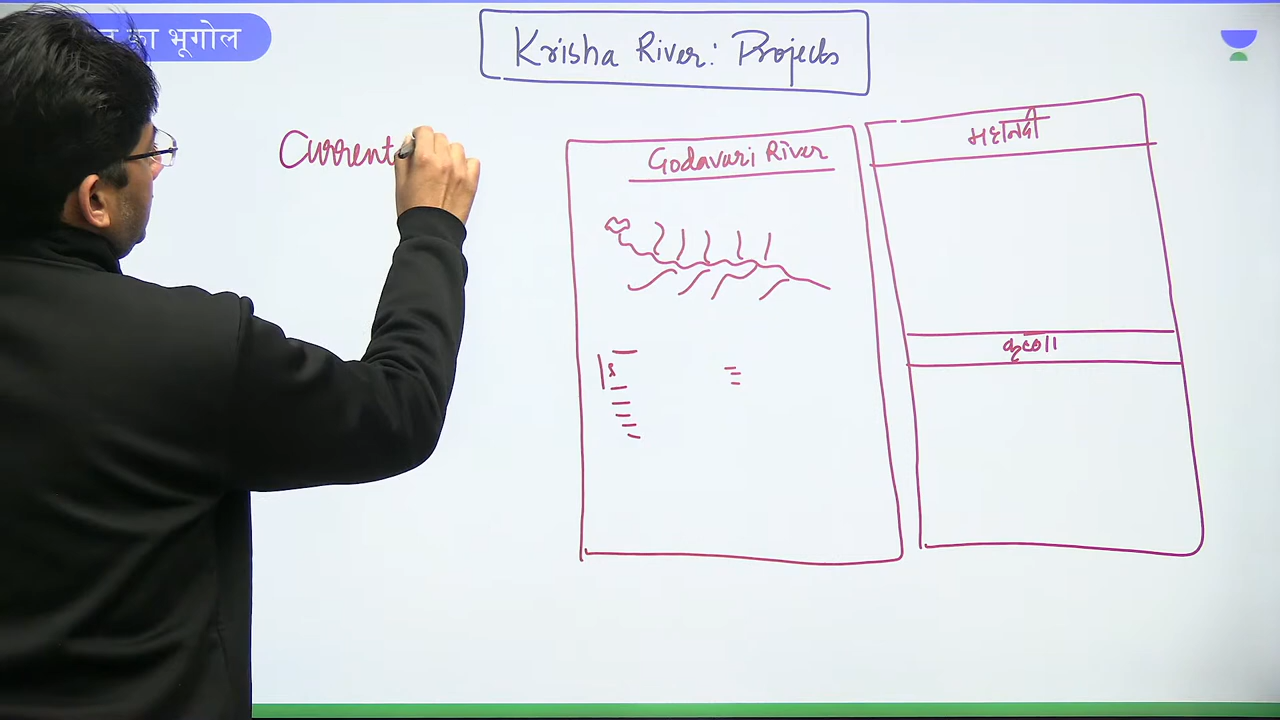 का भूगोल
Krisha River: Projects
Current
Godavari River
महानदी
कृष्णा